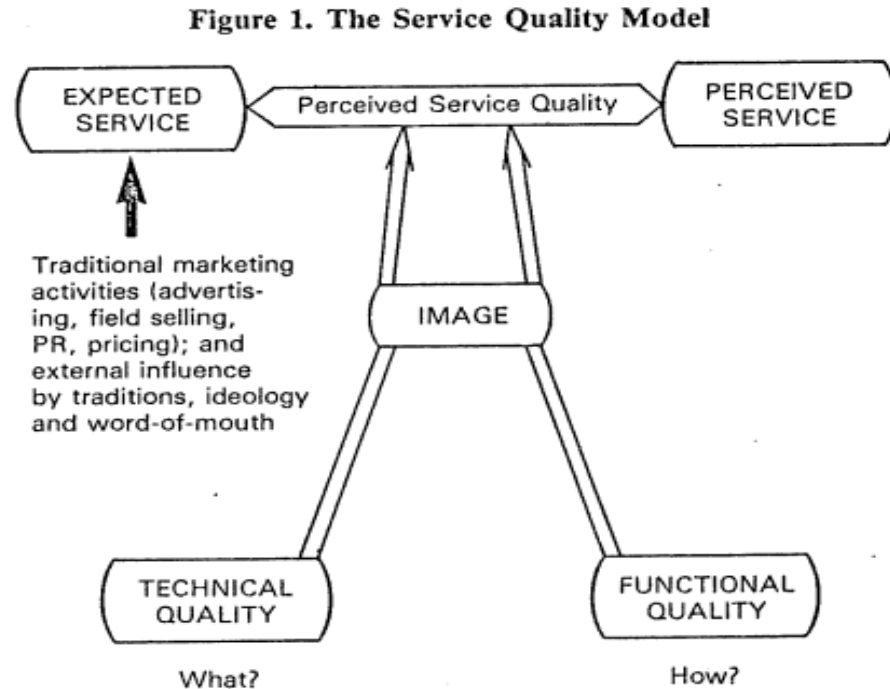 Figure 1. The Service Quality Model
EXPECTED
SERVICE
Perceived Service Quality
PERCEIVED
SERVICE
Traditional marketing
activities (advertis-
ing, field selling,
PR, pricing); and
external influence
by traditions, ideology
and word-of-mouth
IMAGE
TECHNICAL
QUALITY
FUNCTIONAL
QUALITY
What?
How?